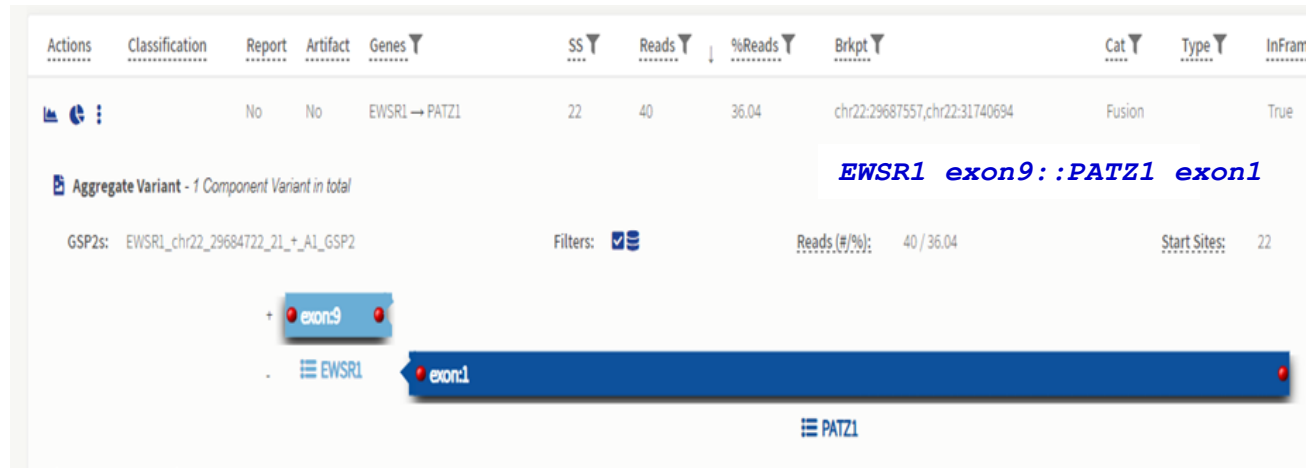 Actions Classification Report Artifact Genes SS Reads ↓ %Reads Brkpt Cat Type InFram
No No EWSR1 → PATZ1 22 40 36.04 chr22:29687557,chr22:31740694 Fusion True
EWSR1 exon9::PATZ1 exon1
Aggregate Variant - 1 Component Variant in total
GSP2s: EWSR1_chr22_29684722_21_+_A1_GSP2 Filters: Reads (#/%): 40 / 36.04 Start Sites: 22
+ exon:9
- EWSR1 exon:1
PATZ1